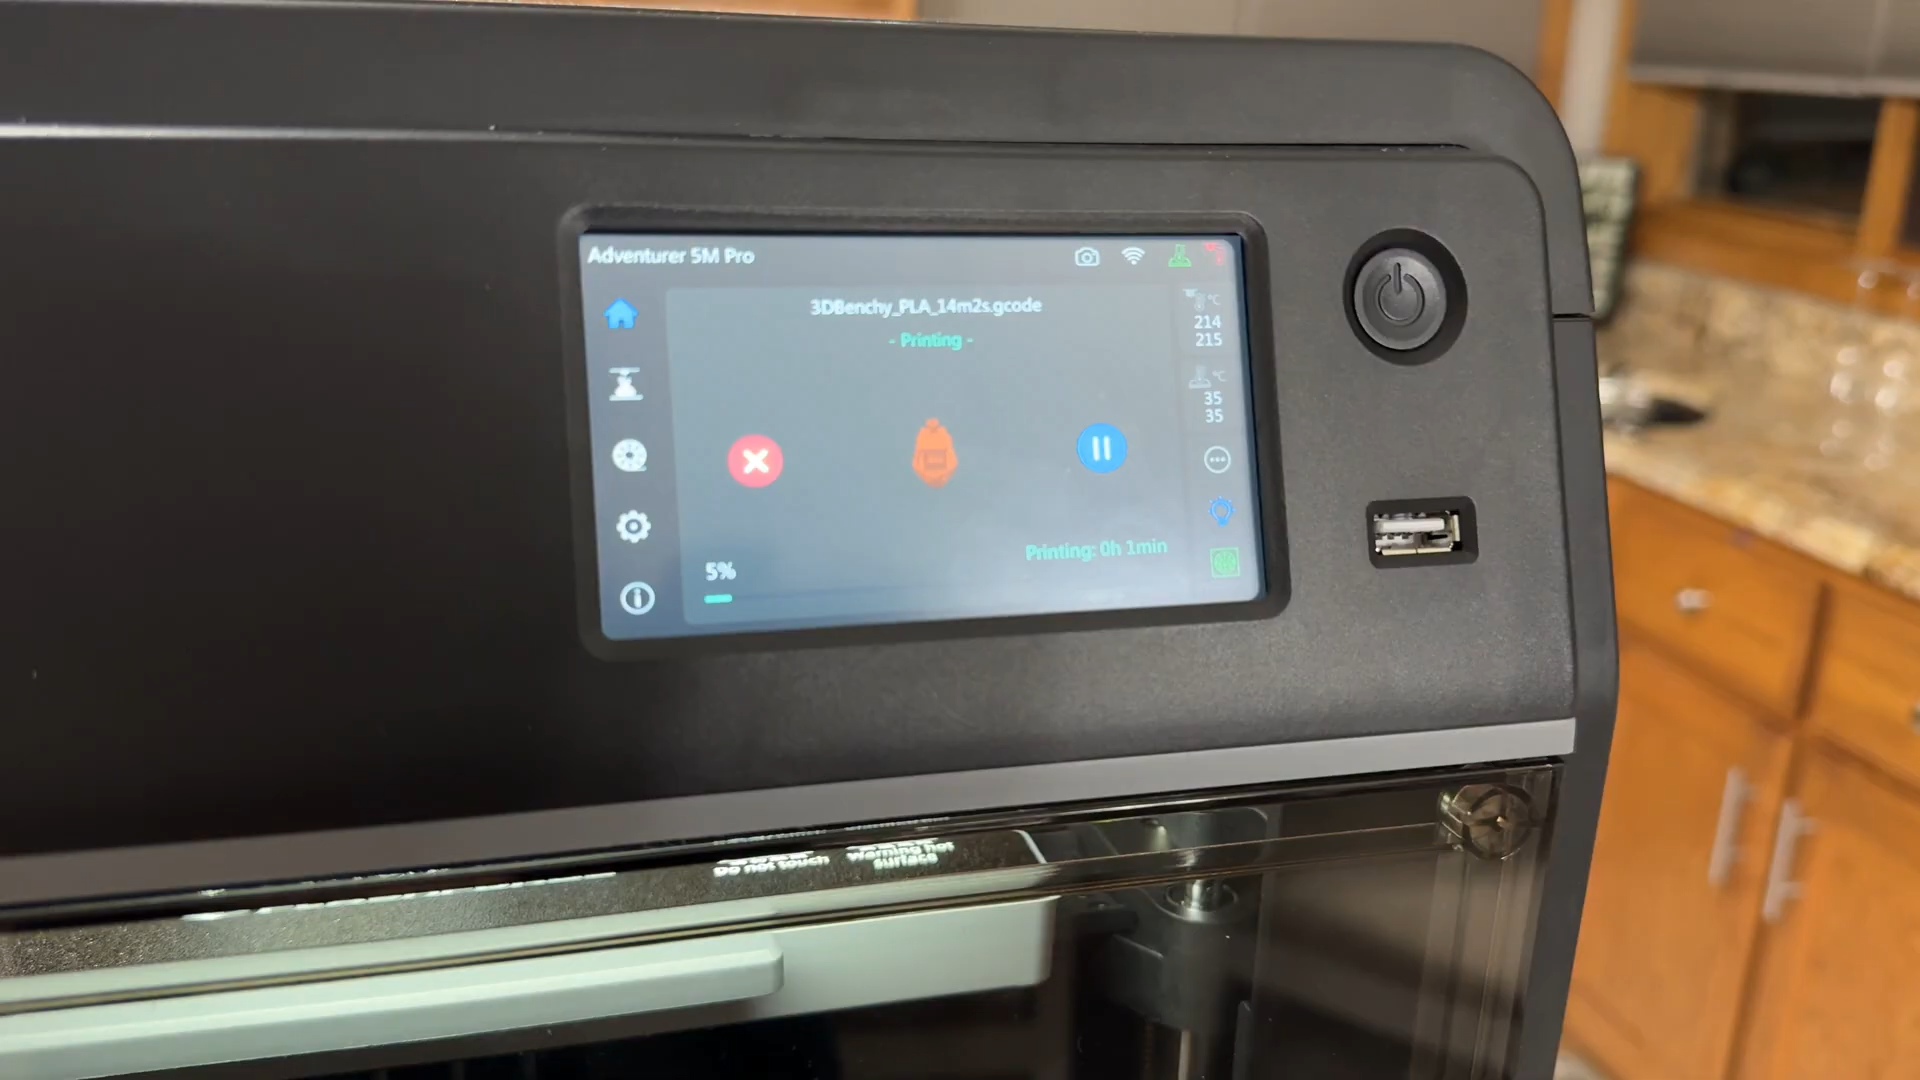 Adventurer 5M Pro
3DBenchy_PLA_14m2s.gcode
- Printing -
°C
214
215
°C
35
35
Printing: 0h 1min
5%
Do not touch
Warning hot
surface